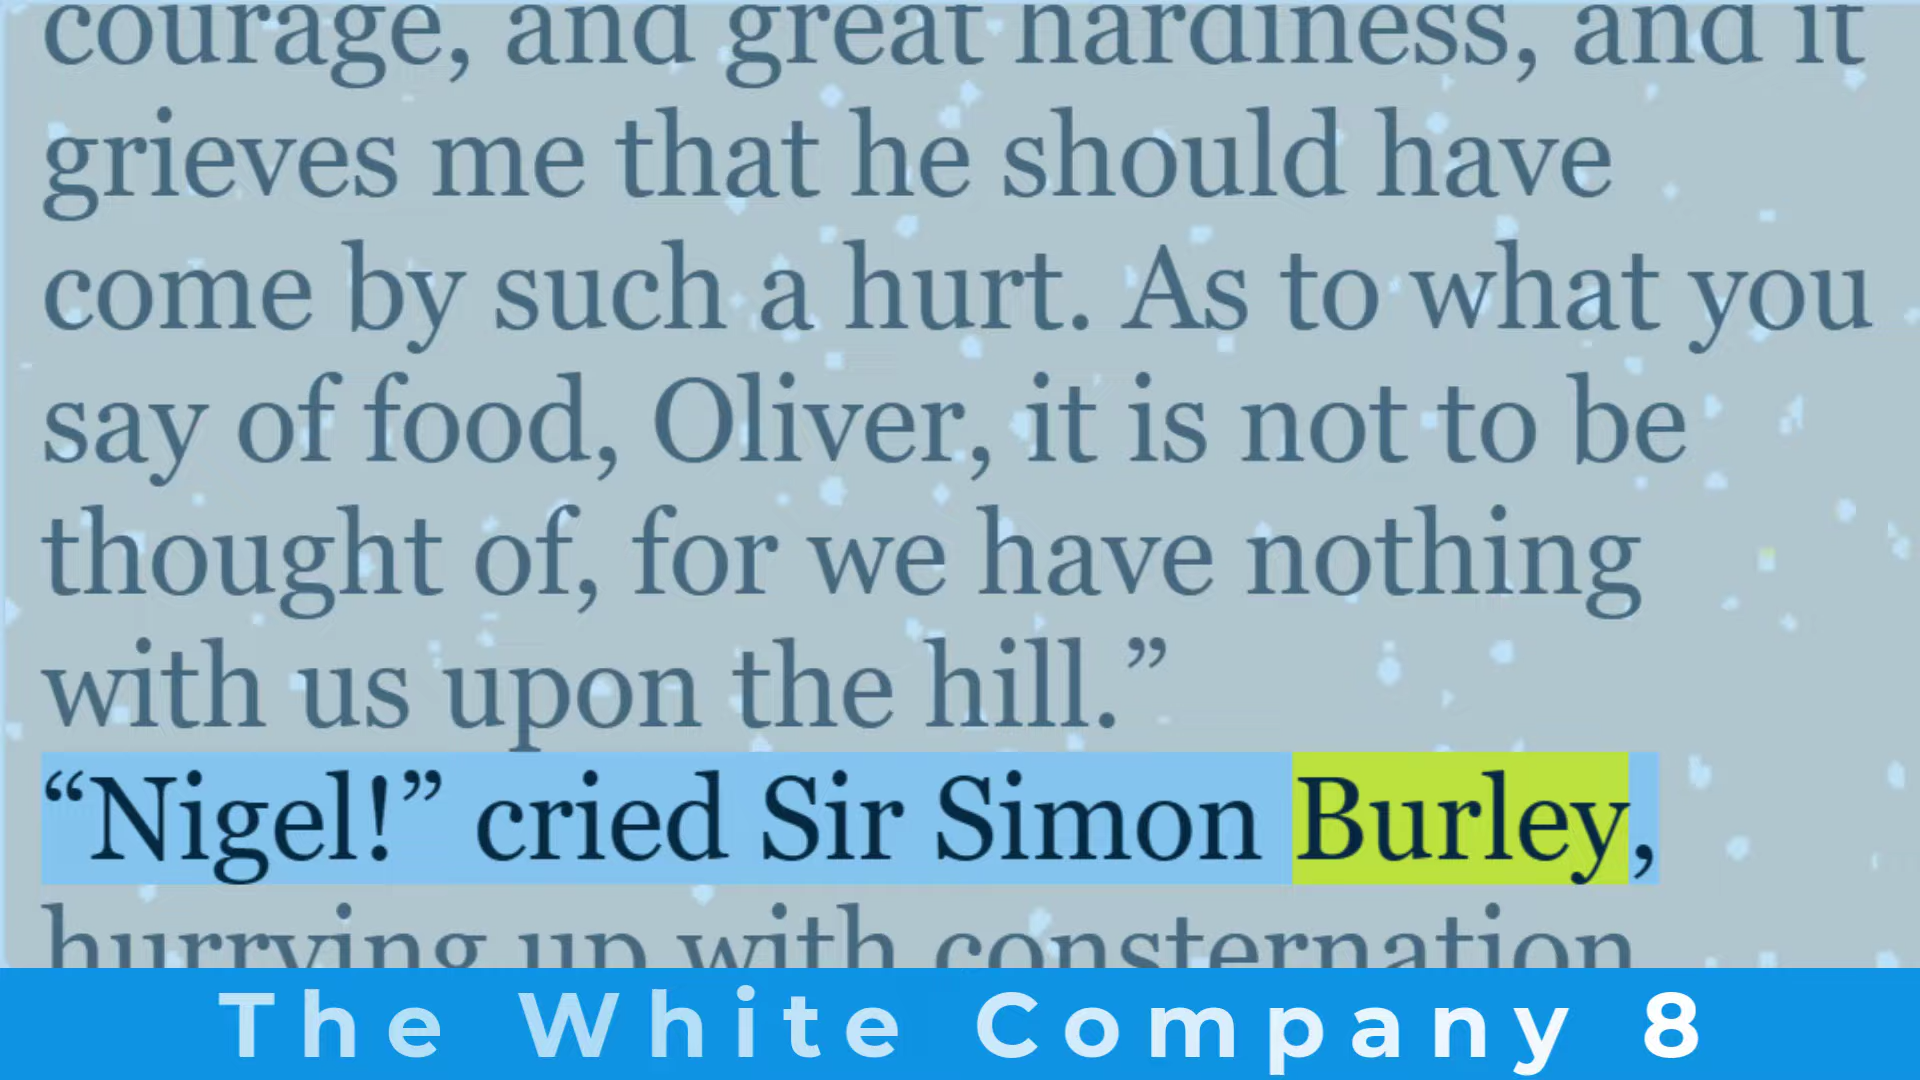 courage, and great hardiness, and it
grieves me that he should have
come by such a hurt. As to what you
say of food, Oliver, it is not to be
thought of, for we have nothing
with us upon the hill.”
“Nigel!” cried Sir Simon Burley,
hurrying up with consternation
The White Company 8